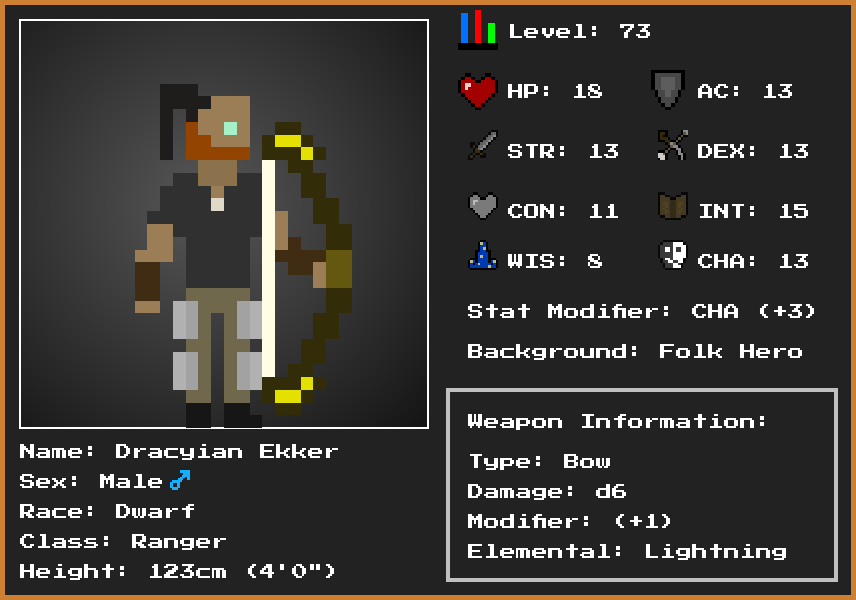 Level: 73
HP: 18 AC: 13
STR: 13 DEX: 13
CON: 11 INT: 15
WIS: 8 CHA: 13
Stat Modifier: CHA (+3)
Background: Folk Hero
Weapon Information:
Type: Bow
Damage: d6
Modifier: (+1)
Elemental: Lightning
Name: Dracyian Ekker
Sex: Male ♂
Race: Dwarf
Class: Ranger
Height: 123cm (4'0")